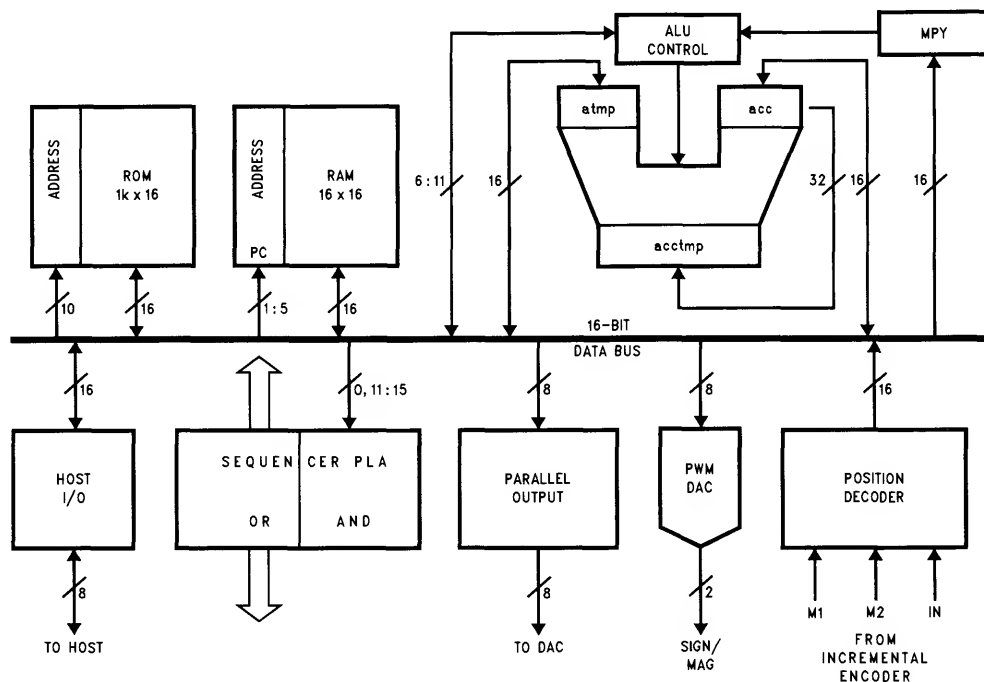 ALU
CONTROL
MPY
atmp
acc
ADDRESS
ROM
1k x 16
ADDRESS
PC
RAM
16 x 16
6:11
16
32
16
16
acctmp
10
16
1:5
16
16-BIT
DATA BUS
16
0, 11:15
8
8
16
HOST
I/O
SEQUENCER PLA
OR
AND
PARALLEL
OUTPUT
PWM
DAC
POSITION
DECODER
8
8
2
M1
M2
IN
TO HOST
TO DAC
SIGN/
MAG
FROM
INCREMENTAL
ENCODER